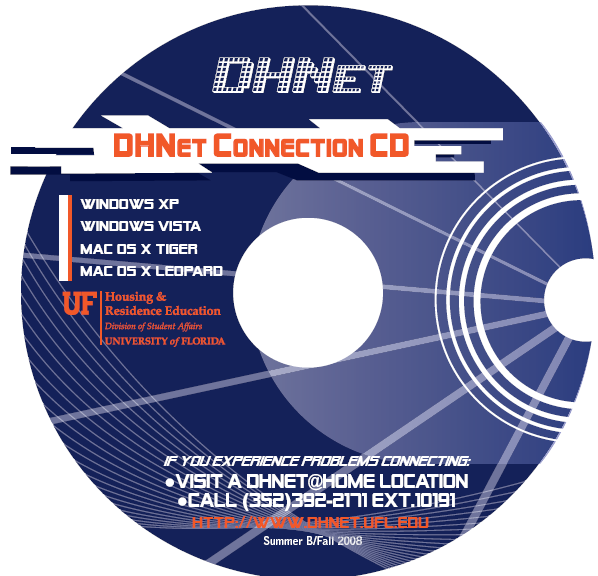 DHNET
DHNET CONNECTION CD
WINDOWS XP
WINDOWS VISTA
MAC OS X TIGER
MAC OS X LEOPARD
UF Housing &
Residence Education
Division of Student Affairs
UNIVERSITY of FLORIDA
IF YOU EXPERIENCE PROBLEMS CONNECTING:
•VISIT A DHNET@HOME LOCATION
•CALL (352)392-2171 EXT.10191
HTTP://WWW.DHNET.UFL.EDU
Summer B/Fall 2008